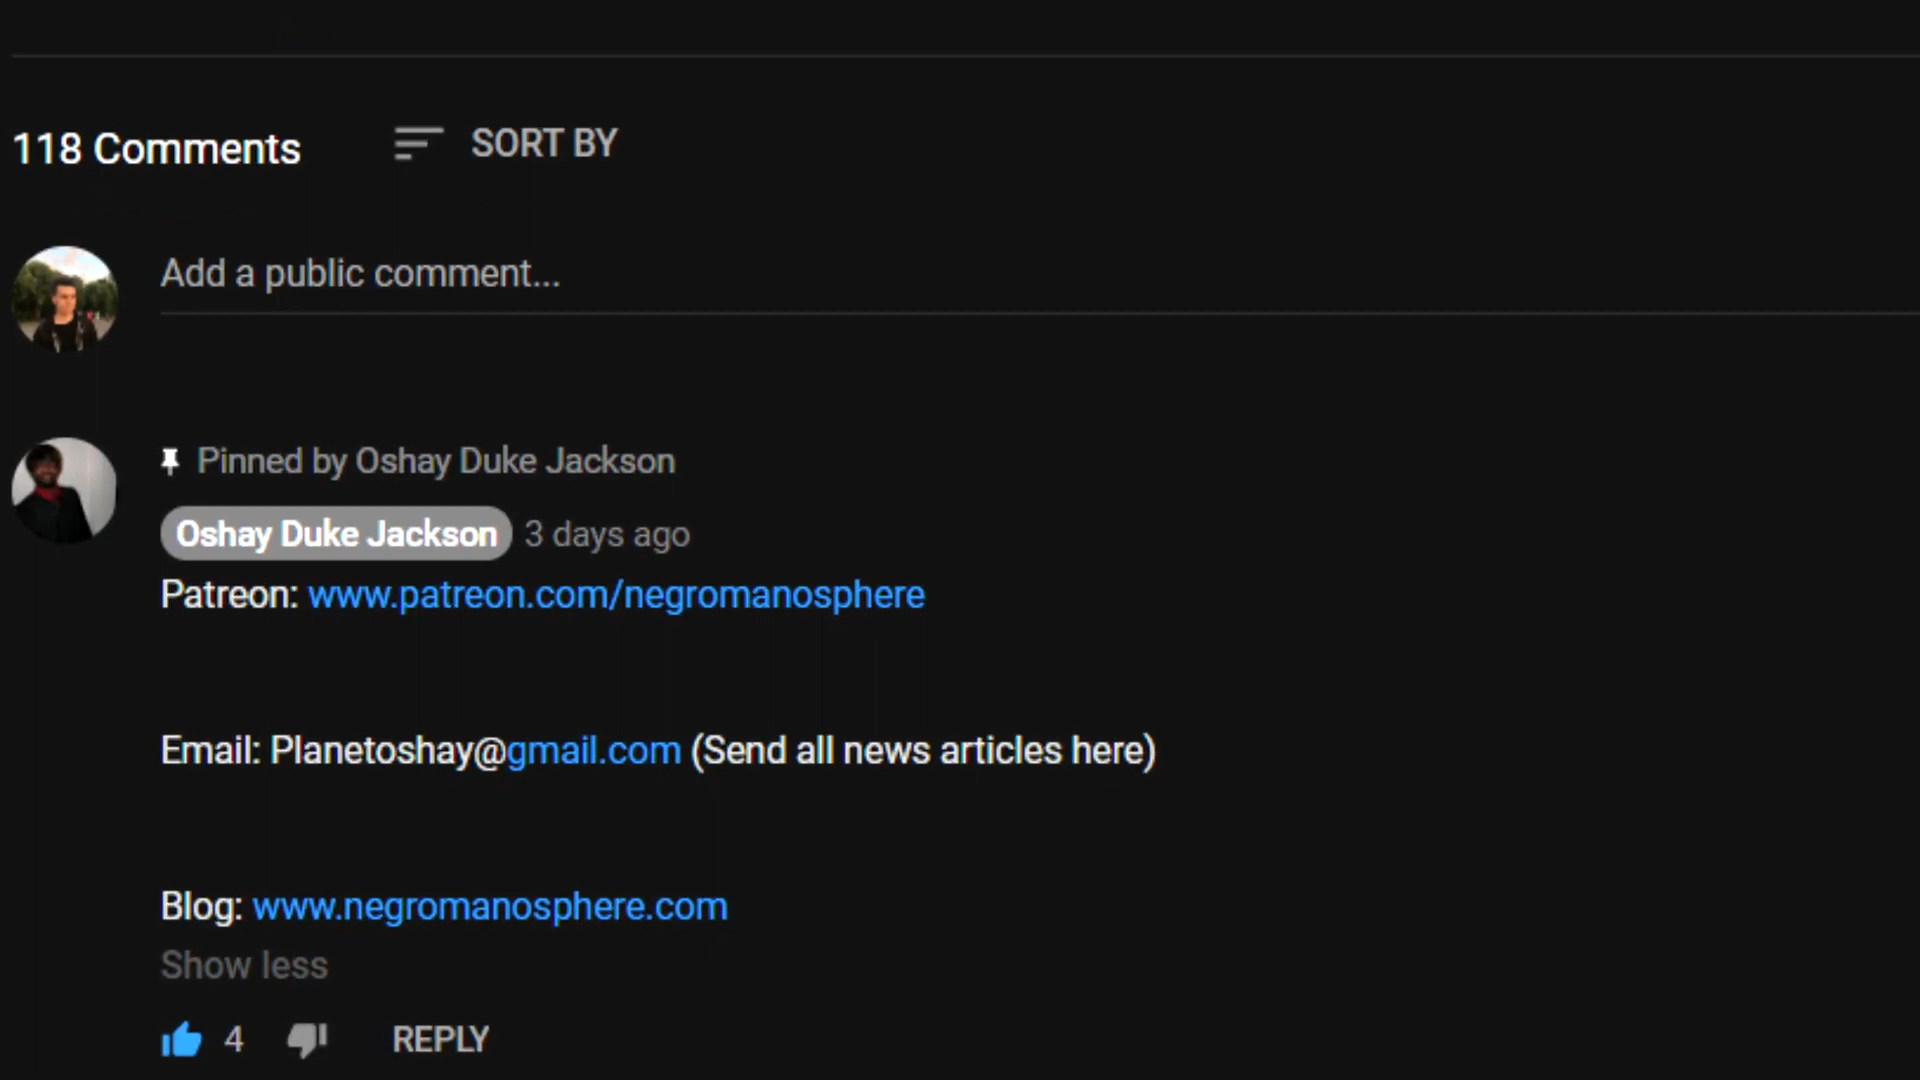 118 Comments
SORT BY
Add a public comment...
Pinned by Oshay Duke Jackson
Oshay Duke Jackson 3 days ago
Patreon: www.patreon.com/negromanosphere
Email: Planetoshay@gmail.com (Send all news articles here)
Blog: www.negromanosphere.com
Show less
4 REPLY